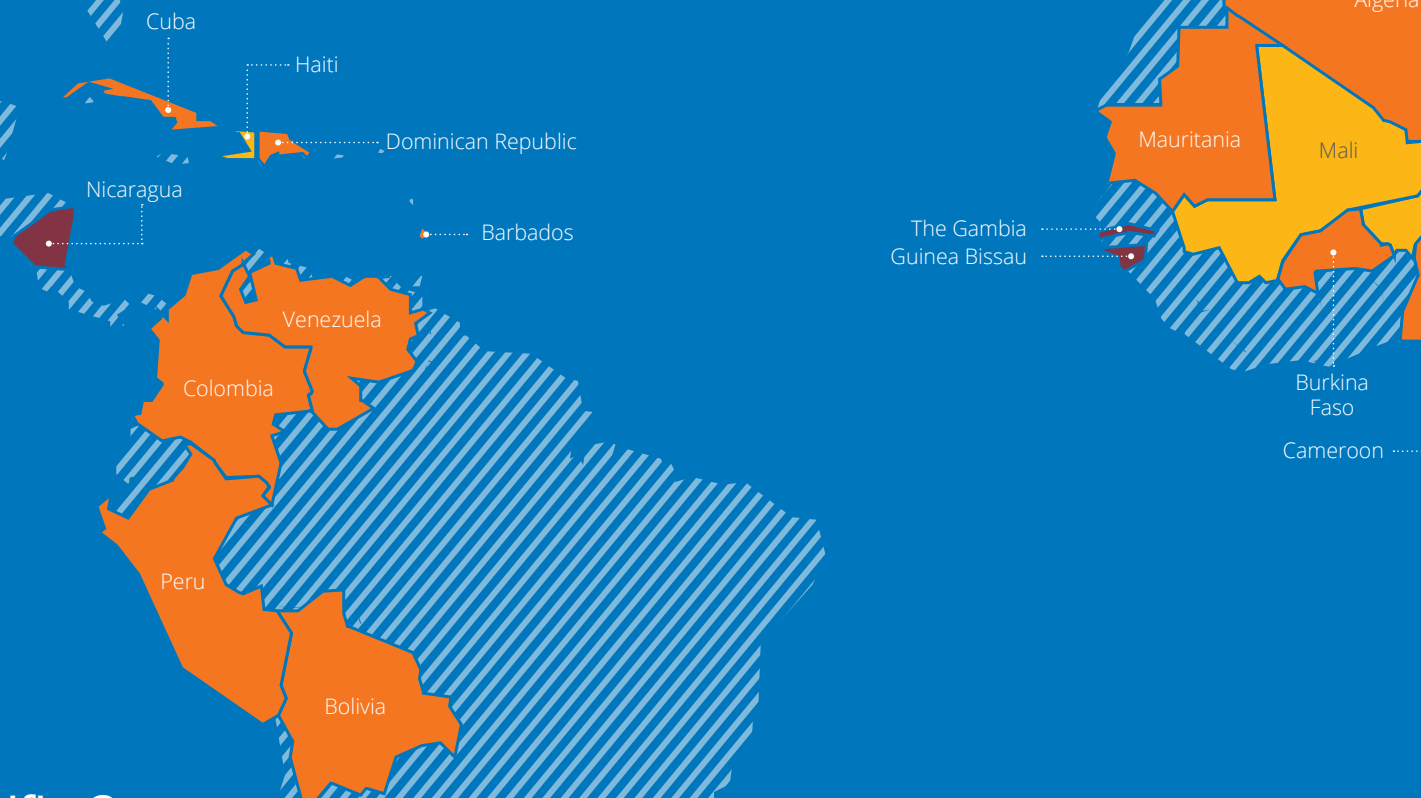 Cuba
Haiti
Dominican Republic
Nicaragua
Barbados
Venezuela
Colombia
Peru
Bolivia
Algeria
Mauritania
Mali
The Gambia
Guinea Bissau
Burkina
Faso
Cameroon